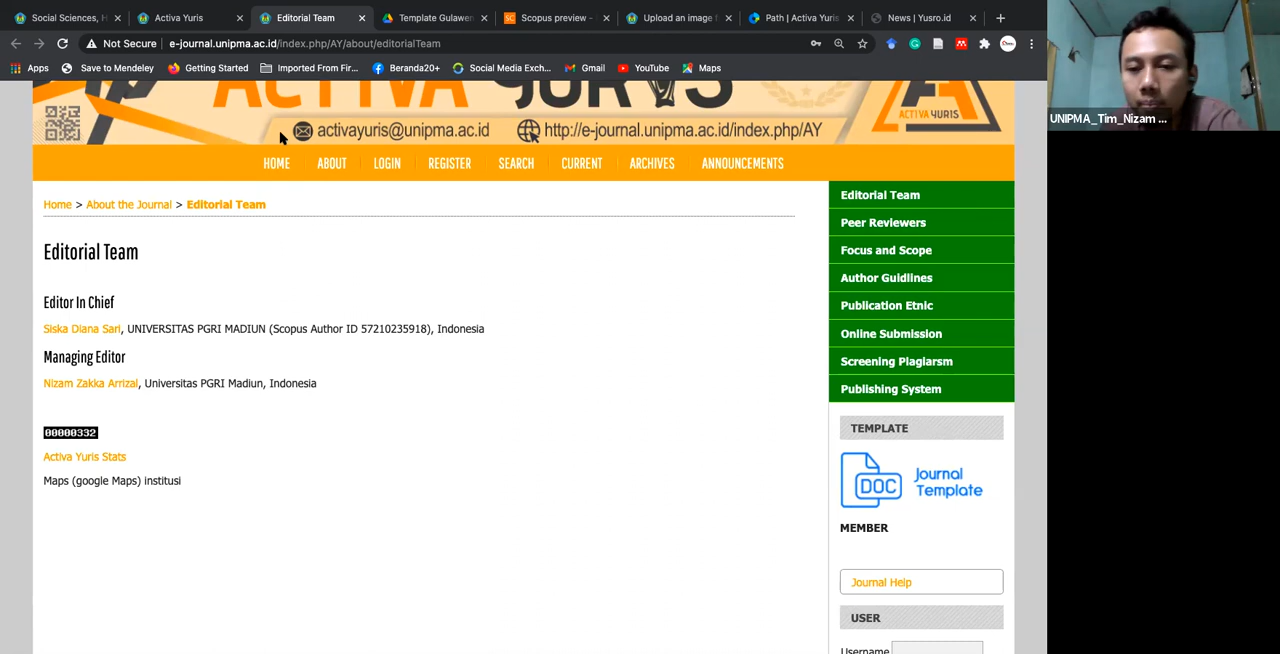 Social Sciences, H
Activa Yuris
Editorial Team
Template Gulawen
Scopus preview -
Upload an image f
Path | Activa Yuris
News | Yusro.id
Not Secure
e-journal.unipma.ac.id/index.php/AY/about/editorialTeam
Apps
Save to Mendeley
Getting Started
Imported From Fir...
Beranda20+
Social Media Exch...
Gmail
YouTube
Maps
ACTIVA YURIS
activayuris@unipma.ac.id
http://e-journal.unipma.ac.id/index.php/AY
ACTIVA YURIS
UNIPMA_Tim_Nizam ...
HOME
ABOUT
LOGIN
REGISTER
SEARCH
CURRENT
ARCHIVES
ANNOUNCEMENTS
Home > About the Journal > Editorial Team
Editorial Team
Editor In Chief
Siska Diana Sari, UNIVERSITAS PGRI MADIUN (Scopus Author ID 57210235918), Indonesia
Managing Editor
Nizam Zakka Arrizal, Universitas PGRI Madiun, Indonesia
00000332
Activa Yuris Stats
Maps (google Maps) institusi
Editorial Team
Peer Reviewers
Focus and Scope
Author Guidlines
Publication Etnic
Online Submission
Screening Plagiarsm
Publishing System
TEMPLATE
DOC
Journal
Template
MEMBER
Journal Help
USER
Username